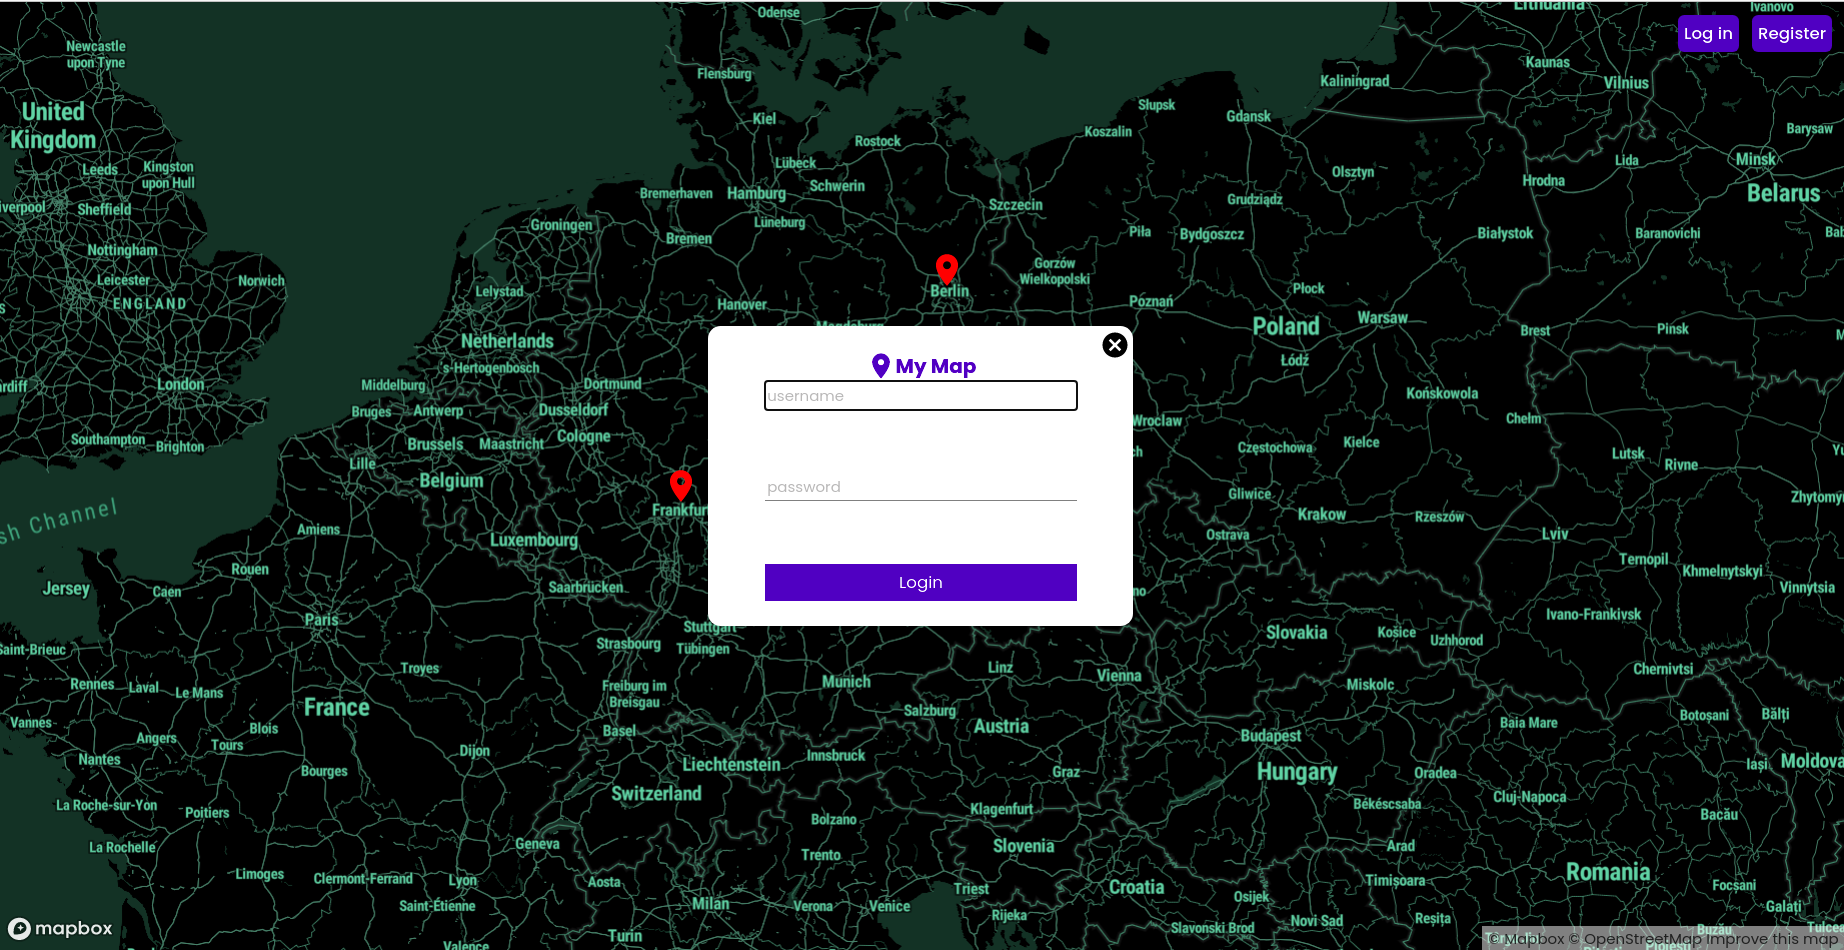 Odense
Lithuania
Ivanovo
Log in
Register
Newcastle
upon Tyne
Flensburg
Kaunas
Kaliningrad
Vilnius
United
Kingdom
Słupsk
Gdansk
Kiel
Koszalin
Barysaw
Rostock
Leeds
Kingston
upon Hull
Lübeck
Lida
Minsk
Olsztyn
Hrodna
Schwerin
Bremerhaven
Hamburg
Belarus
Grudziądz
Szczecin
Sheffield
Lüneburg
Groningen
Piła
Bydgoszcz
Białystok
Baranovichi
Bremen
Nottingham
Gorzów
Wielkopolski
Leicester
Norwich
Lelystad
Berlin
Płock
ENGLAND
Hanover
Poznań
Warsaw
Poland
Brest
Pinsk
Netherlands
My Map
Łódź
's-Hertogenbosch
London
Middelburg
Dortmund
username
Końskowola
Bruges
Antwerp
Dusseldorf
Wroclaw
Chełm
Southampton
Brighton
Brussels
Maastricht
Cologne
Częstochowa
Kielce
Lutsk
Rivne
Lille
Belgium
password
Gliwice
Zhytomyr
Frankfurt
Krakow
Rzeszów
Channel
Amiens
Luxembourg
Ostrava
Lviv
Ternopil
Khmelnytskyi
Rouen
Jersey
Caen
Saarbrücken
Login
Vinnytsia
Ivano-Frankivsk
Paris
Stuttgart
Slovakia
Košice
Uzhhorod
Saint-Brieuc
Strasbourg
Tübingen
Troyes
Linz
Vienna
Chernivtsi
Rennes
Laval
Le Mans
Freiburg im
Breisgau
Munich
Miskolc
France
Salzburg
Botoșani
Bălți
Vannes
Blois
Basel
Austria
Baia Mare
Angers
Tours
Dijon
Innsbruck
Budapest
Nantes
Bourges
Liechtenstein
Graz
Hungary
Oradea
Iași
Moldova
Switzerland
Cluj-Napoca
La Roche-sur-Yon
Poitiers
Bolzano
Klagenfurt
Békéscsaba
Bacău
La Rochelle
Geneva
Trento
Slovenia
Arad
Limoges
Clermont-Ferrand
Lyon
Aosta
Triest
Croatia
Timișoara
Romania
Focșani
Saint-Étienne
Milan
Verona
Venice
Rijeka
Osijek
Novi Sad
Reșița
Galați
mapbox
Turin
Slavonski Brod
Buzău
Valence
© Mapbox © OpenStreetMap Improve this map